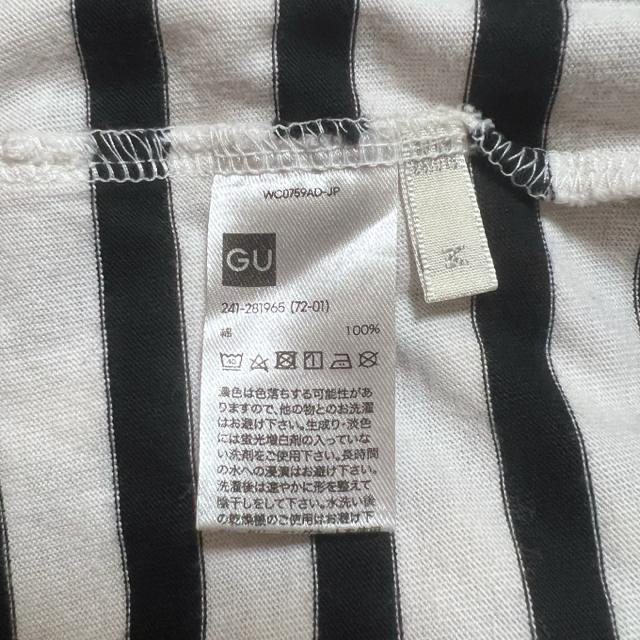 WC0759AD-JP
GU
241-281965 (72-01)
綿 100%
40
濃色は色落ちする可能性があ
りますので、他の物とのお洗濯
はお避け下さい。生成り・淡色
には蛍光増白剤の入っていな
い洗剤をご使用下さい。長時間
の水への浸漬はお避け下さい。
洗濯後は速やかに形を整えて
陰干しをして下さい。水洗い後
の乾燥機のご使用はお避け下